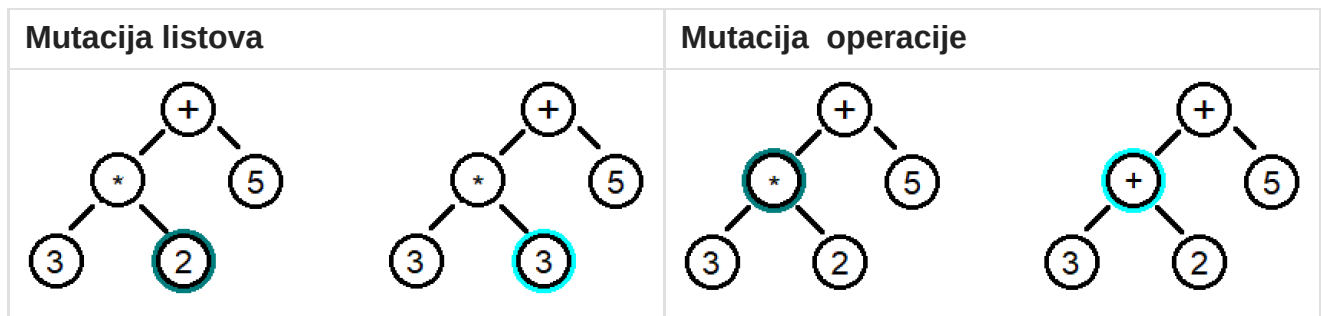 Mutacija listova
Mutacija  operacije
+ + + +
* 5 * 5 * 5 + 5
3 2 3 3 3 2 3 2